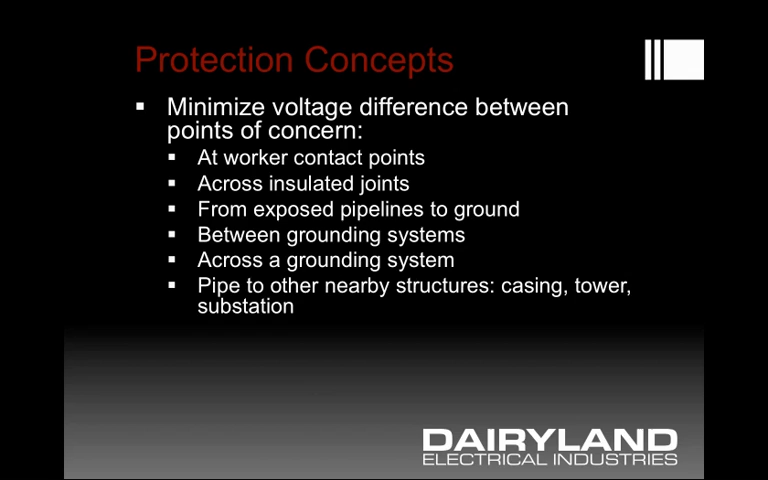 Protection Concepts
▪ Minimize voltage difference between
points of concern:
▪ At worker contact points
▪ Across insulated joints
▪ From exposed pipelines to ground
▪ Between grounding systems
▪ Across a grounding system
▪ Pipe to other nearby structures: casing, tower,
substation
DAIRYLAND
ELECTRICAL INDUSTRIES